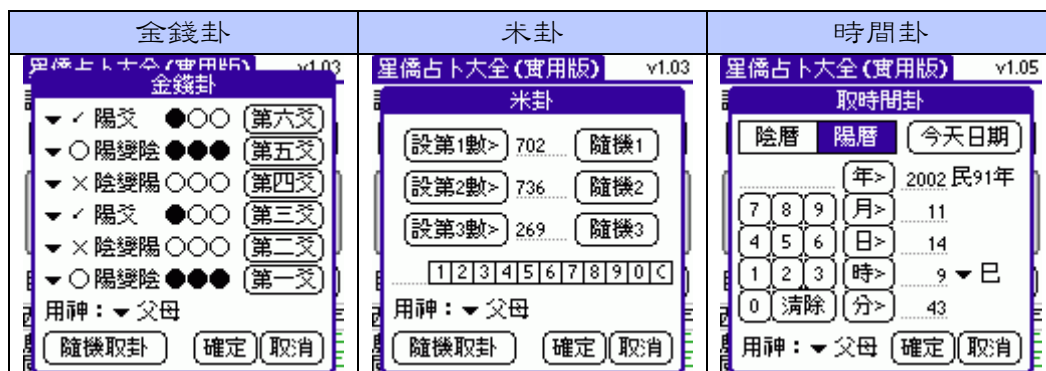 金錢卦 米卦 時間卦
星僑占卜大全(實用版) v1.03
金錢卦
▼ ✓ 陽爻 ●○○ 第六爻
▼ ○ 陽變陰 ●●● 第五爻
▼ × 陰變陽 ○○○ 第四爻
▼ ✓ 陽爻 ●○○ 第三爻
▼ × 陰變陽 ○○○ 第二爻
▼ ○ 陽變陰 ●●● 第一爻
用神：▼ 父母
隨機取卦 確定 取消
星僑占卜大全(實用版) v1.03
米卦
設第1數> 702 隨機1
設第2數> 736 隨機2
設第3數> 269 隨機3
1 2 3 4 5 6 7 8 9 0 C
用神：▼ 父母
隨機取卦 確定 取消
星僑占卜大全(實用版) v1.05
取時間卦
陰曆 陽曆 今天日期
年> 2002 民91年
7 8 9 月> 11
4 5 6 日> 14
1 2 3 時> 9 ▼ 巳
0 清除 分> 43
用神：▼ 父母 確定 取消